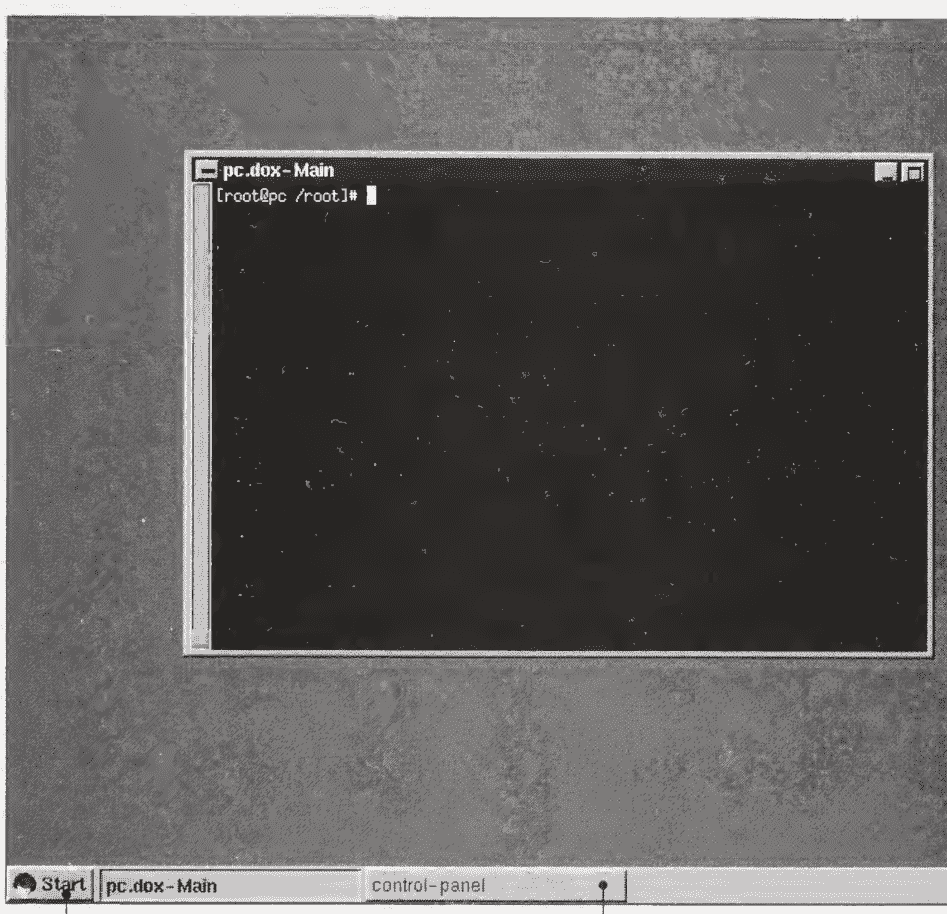 pc.dox-Main
[root@pc /root]#
Start
pc.dox-Main
control-panel